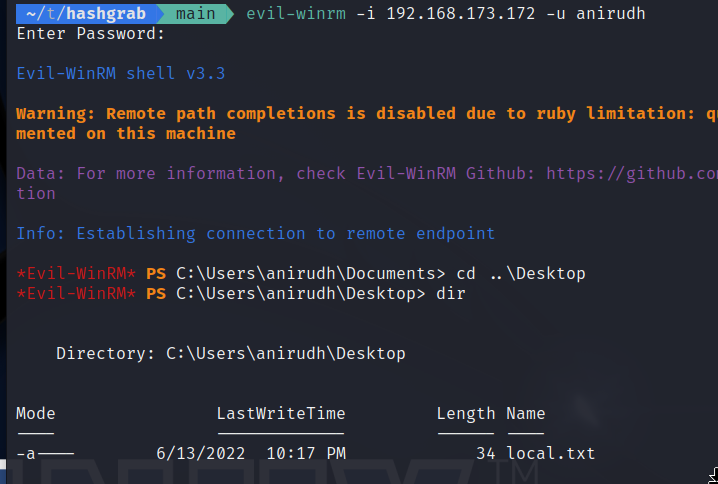 ~/t/hashgrab main evil-winrm -i 192.168.173.172 -u anirudh
Enter Password:
Evil-WinRM shell v3.3
Warning: Remote path completions is disabled due to ruby limitation: qu
mented on this machine
Data: For more information, check Evil-WinRM Github: https://github.co
tion
Info: Establishing connection to remote endpoint
*Evil-WinRM* PS C:\Users\anirudh\Documents> cd ..\Desktop
*Evil-WinRM* PS C:\Users\anirudh\Desktop> dir
Directory: C:\Users\anirudh\Desktop
Mode LastWriteTime Length Name
---- ------------- ------ ----
-a---- 6/13/2022 10:17 PM 34 local.txt